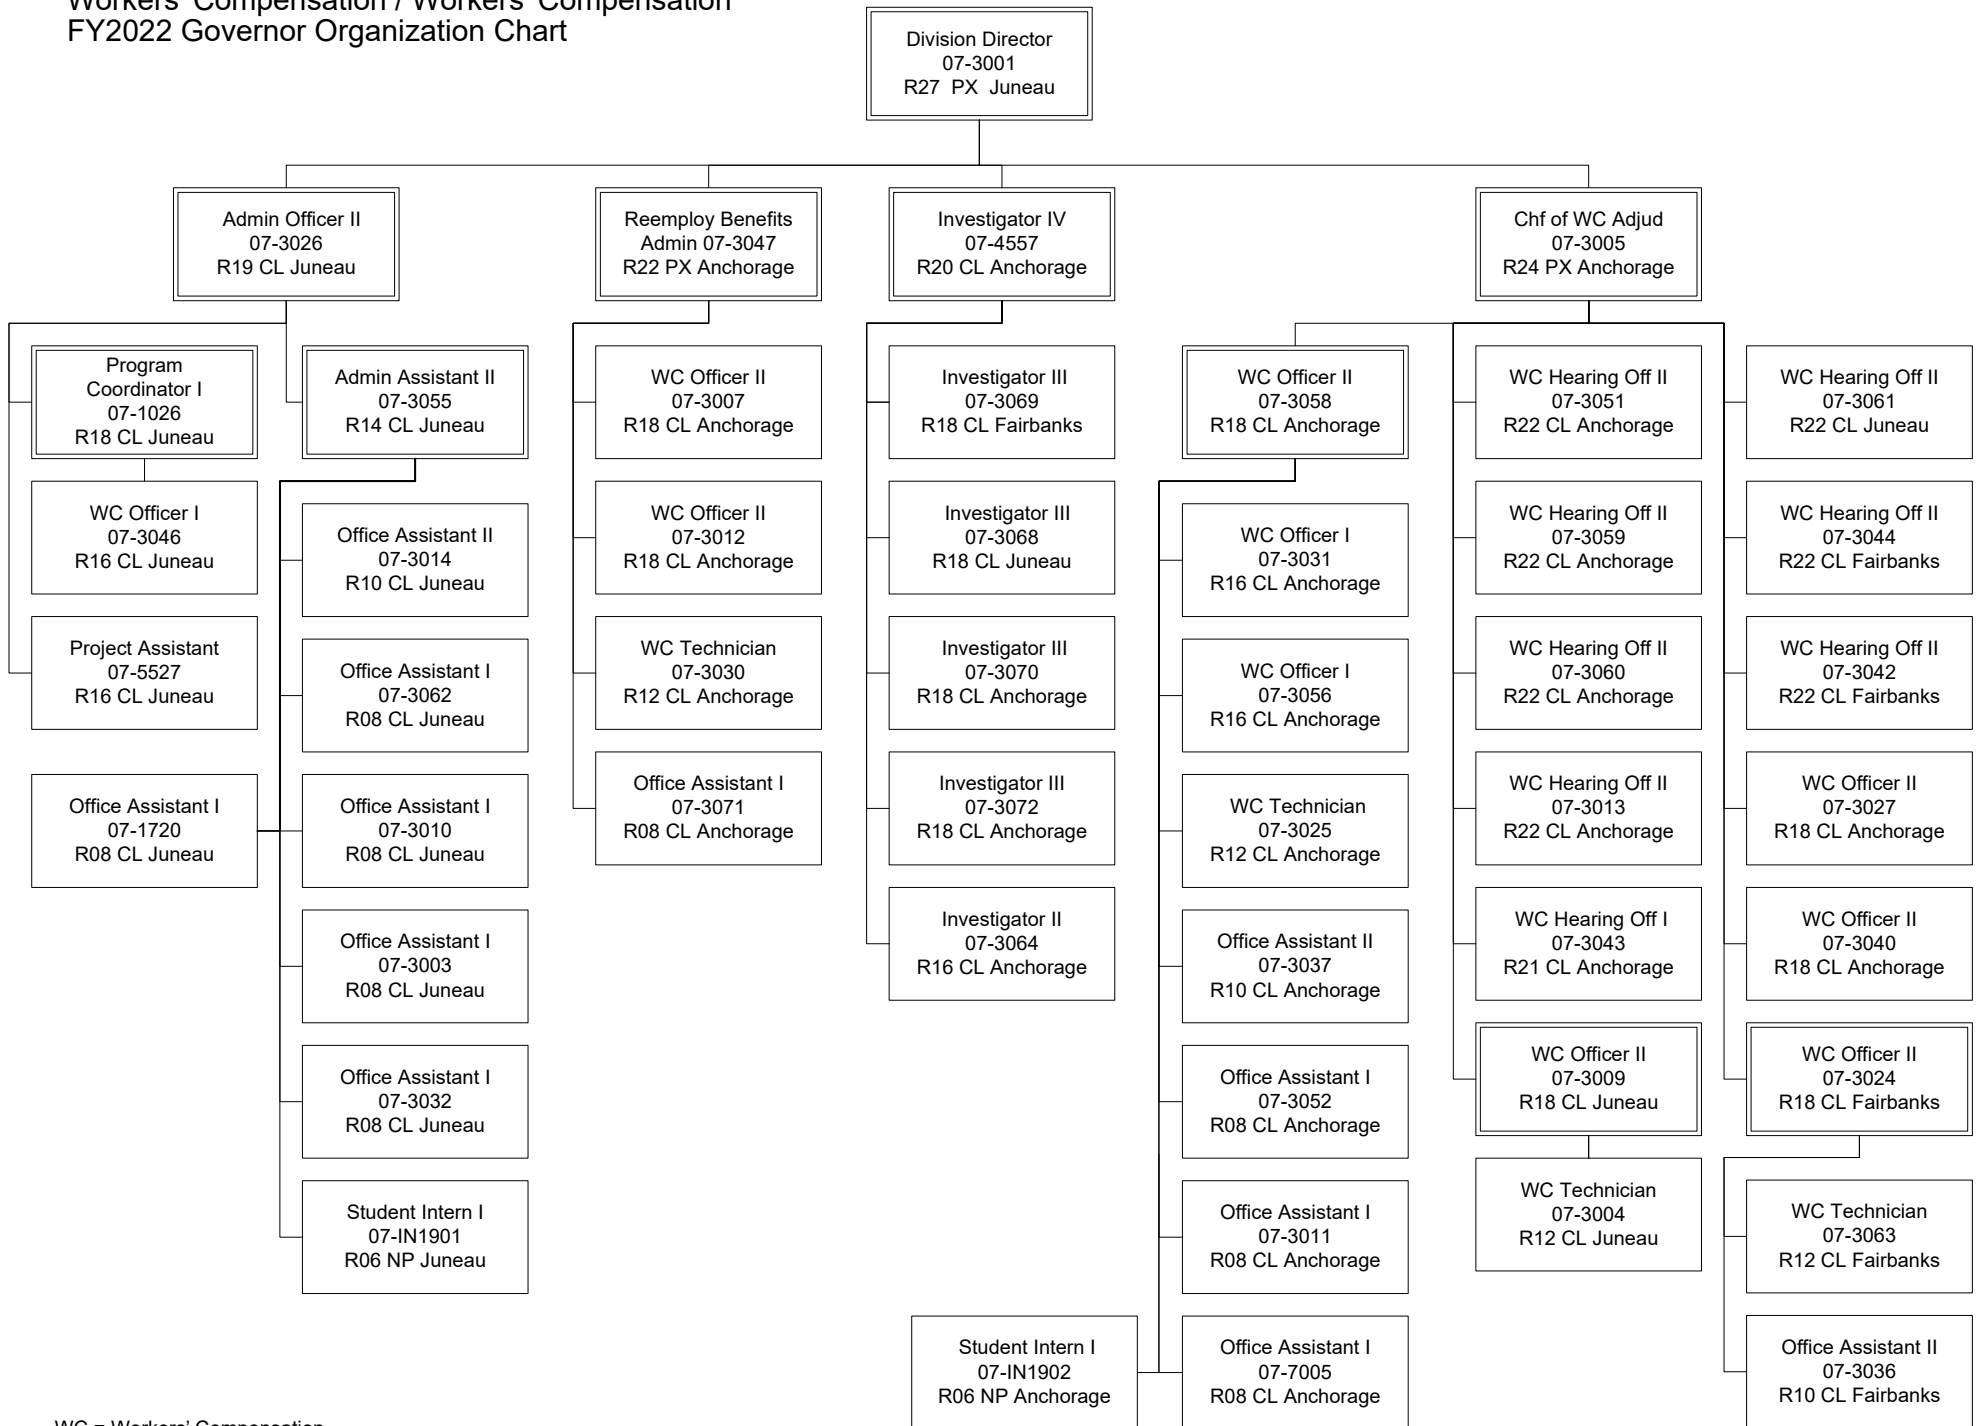 Workers' Compensation / Workers' Compensation
FY2022 Governor Organization Chart
Division Director
07-3001
R27 PX Juneau
Admin Officer II
07-3026
R19 CL Juneau
Reemploy Benefits
Admin 07-3047
R22 PX Anchorage
Investigator IV
07-4557
R20 CL Anchorage
Chf of WC Adjud
07-3005
R24 PX Anchorage
Program
Coordinator I
07-1026
R18 CL Juneau
Admin Assistant II
07-3055
R14 CL Juneau
WC Officer II
07-3007
R18 CL Anchorage
Investigator III
07-3069
R18 CL Fairbanks
WC Officer II
07-3058
R18 CL Anchorage
WC Hearing Off II
07-3051
R22 CL Anchorage
WC Hearing Off II
07-3061
R22 CL Juneau
WC Officer I
07-3046
R16 CL Juneau
Office Assistant II
07-3014
R10 CL Juneau
WC Officer II
07-3012
R18 CL Anchorage
Investigator III
07-3068
R18 CL Juneau
WC Officer I
07-3031
R16 CL Anchorage
WC Hearing Off II
07-3059
R22 CL Anchorage
WC Hearing Off II
07-3044
R22 CL Fairbanks
Project Assistant
07-5527
R16 CL Juneau
Office Assistant I
07-3062
R08 CL Juneau
WC Technician
07-3030
R12 CL Anchorage
Investigator III
07-3070
R18 CL Anchorage
WC Officer I
07-3056
R16 CL Anchorage
WC Hearing Off II
07-3060
R22 CL Anchorage
WC Hearing Off II
07-3042
R22 CL Fairbanks
Office Assistant I
07-1720
R08 CL Juneau
Office Assistant I
07-3010
R08 CL Juneau
Office Assistant I
07-3071
R08 CL Anchorage
Investigator III
07-3072
R18 CL Anchorage
WC Technician
07-3025
R12 CL Anchorage
WC Hearing Off II
07-3013
R22 CL Anchorage
WC Officer II
07-3027
R18 CL Anchorage
Office Assistant I
07-3003
R08 CL Juneau
Investigator II
07-3064
R16 CL Anchorage
Office Assistant II
07-3037
R10 CL Anchorage
WC Hearing Off I
07-3043
R21 CL Anchorage
WC Officer II
07-3040
R18 CL Anchorage
Office Assistant I
07-3032
R08 CL Juneau
Office Assistant I
07-3052
R08 CL Anchorage
WC Officer II
07-3009
R18 CL Juneau
WC Officer II
07-3024
R18 CL Fairbanks
Student Intern I
07-IN1901
R06 NP Juneau
Office Assistant I
07-3011
R08 CL Anchorage
WC Technician
07-3004
R12 CL Juneau
WC Technician
07-3063
R12 CL Fairbanks
Student Intern I
07-IN1902
R06 NP Anchorage
Office Assistant I
07-7005
R08 CL Anchorage
Office Assistant II
07-3036
R10 CL Fairbanks
WC = Workers' Compensation